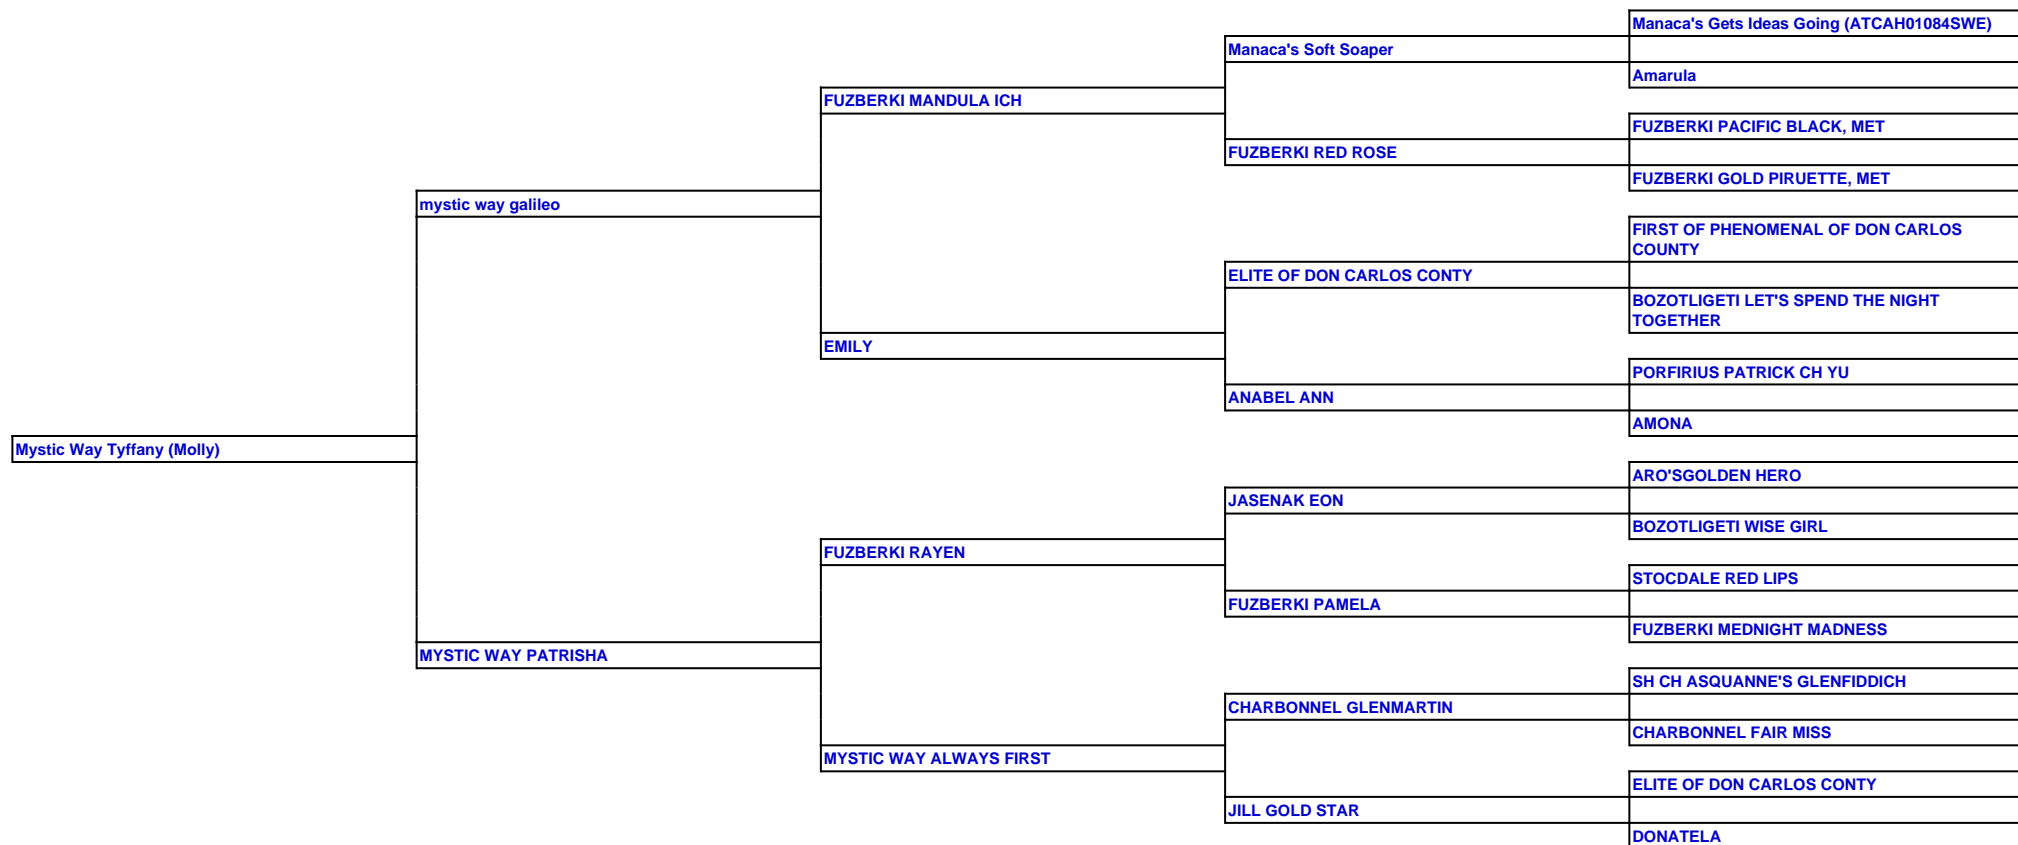 Manaca's Gets Ideas Going (ATCAH01084SWE)
Manaca's Soft Soaper
Amarula
FUZBERKI MANDULA ICH
FUZBERKI PACIFIC BLACK, MET
FUZBERKI RED ROSE
FUZBERKI GOLD PIRUETTE, MET
mystic way galileo
FIRST OF PHENOMENAL OF DON CARLOS
COUNTY
ELITE OF DON CARLOS CONTY
BOZOTLIGETI LET'S SPEND THE NIGHT
TOGETHER
EMILY
PORFIRIUS PATRICK CH YU
ANABEL ANN
AMONA
Mystic Way Tyffany (Molly)
ARO'SGOLDEN HERO
JASENAK EON
BOZOTLIGETI WISE GIRL
FUZBERKI RAYEN
STOCDALE RED LIPS
FUZBERKI PAMELA
FUZBERKI MEDNIGHT MADNESS
MYSTIC WAY PATRISHA
SH CH ASQUANNE'S GLENFIDDICH
CHARBONNEL GLENMARTIN
CHARBONNEL FAIR MISS
MYSTIC WAY ALWAYS FIRST
ELITE OF DON CARLOS CONTY
JILL GOLD STAR
DONATELA